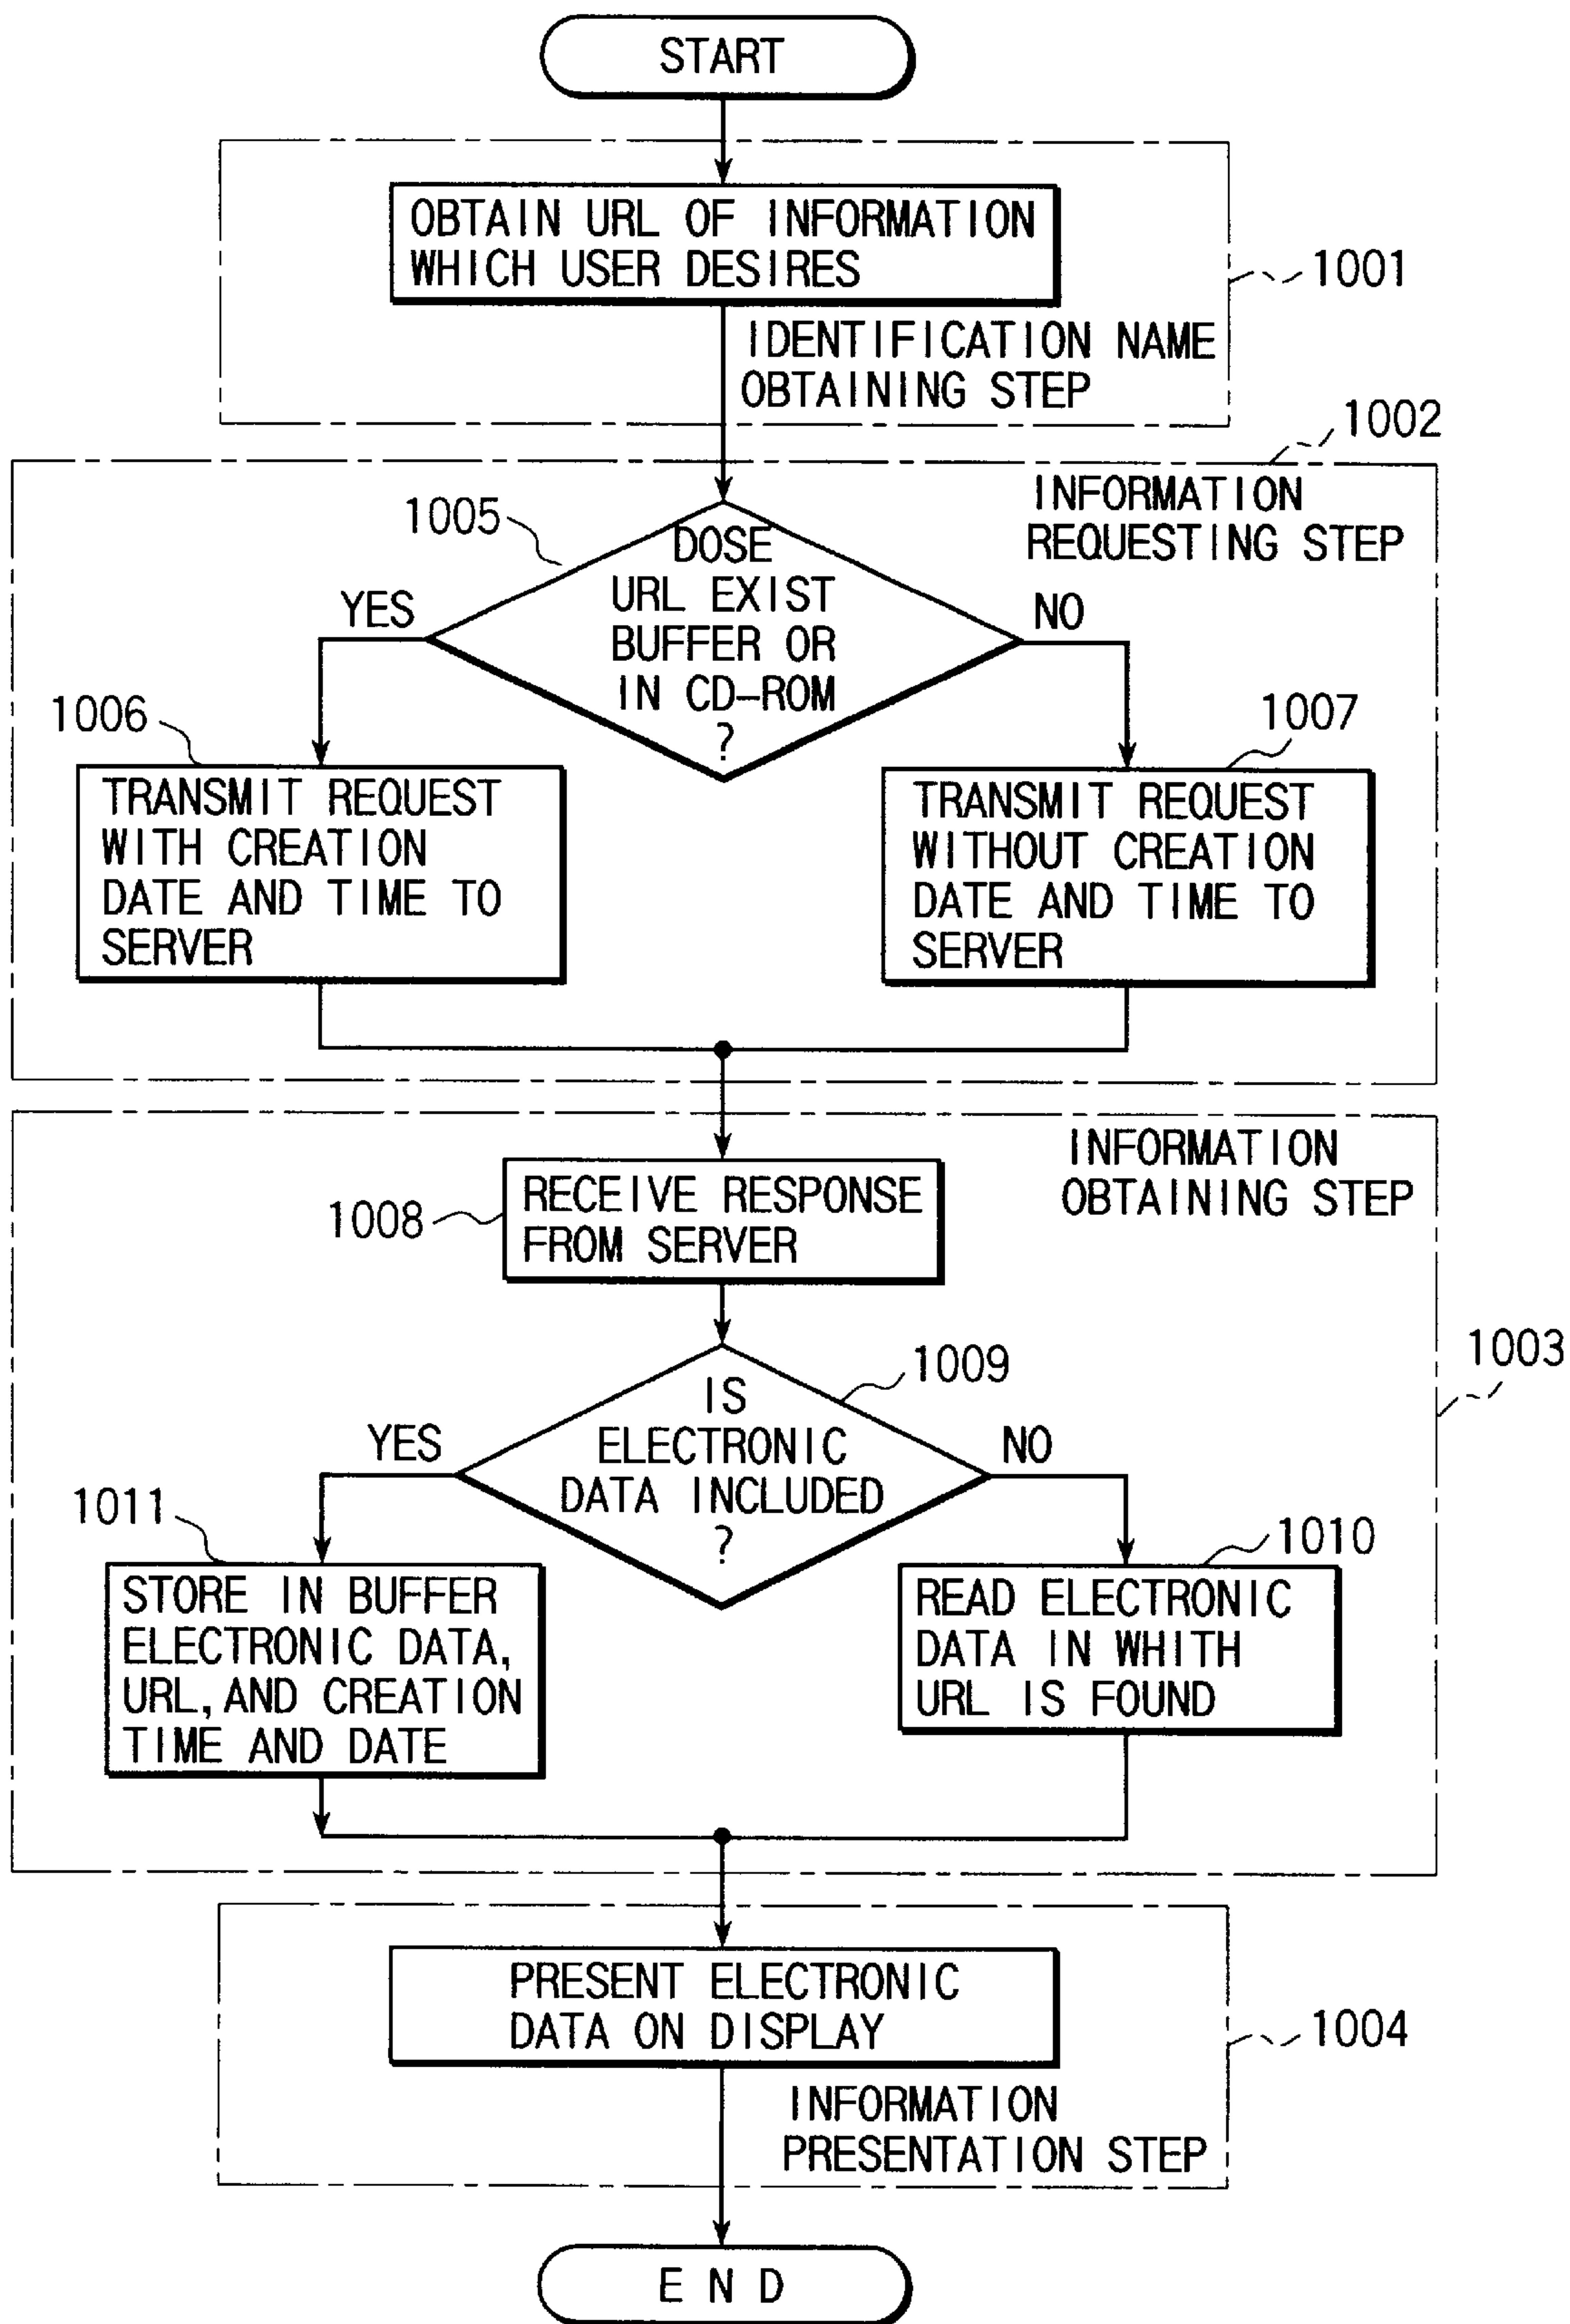 START
OBTAIN URL OF INFORMATION
WHICH USER DESIRES
1001
IDENTIFICATION NAME
OBTAINING STEP
1002
INFORMATION
REQUESTING STEP
1005
DOSE
URL EXIST
BUFFER OR
IN CD-ROM
?
YES
NO
1006
TRANSMIT REQUEST
WITH CREATION
DATE AND TIME TO
SERVER
1007
TRANSMIT REQUEST
WITHOUT CREATION
DATE AND TIME TO
SERVER
INFORMATION
OBTAINING STEP
1008
RECEIVE RESPONSE
FROM SERVER
1003
1009
IS
ELECTRONIC
DATA INCLUDED
?
YES
NO
1011
STORE IN BUFFER
ELECTRONIC DATA,
URL, AND CREATION
TIME AND DATE
1010
READ ELECTRONIC
DATA IN WHITH
URL IS FOUND
PRESENT ELECTRONIC
DATA ON DISPLAY
1004
INFORMATION
PRESENTATION STEP
END